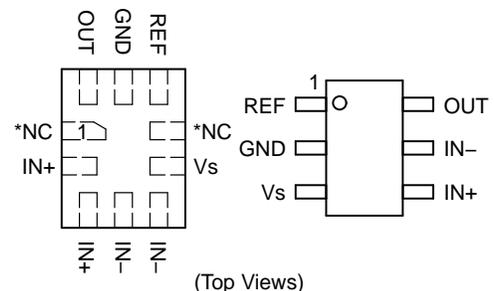 OUT GND REF
*NC 1 *NC
IN+ Vs
IN+ IN− IN−
1
REF OUT
GND IN−
Vs IN+
(Top Views)